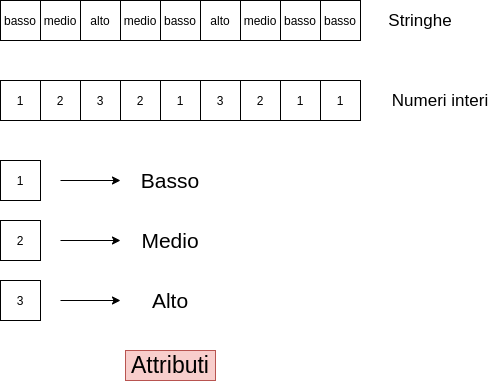 basso medio alto medio basso alto medio basso basso Stringhe
1 2 3 2 1 3 2 1 1 Numeri interi
1 Basso
2 Medio
3 Alto
Attributi